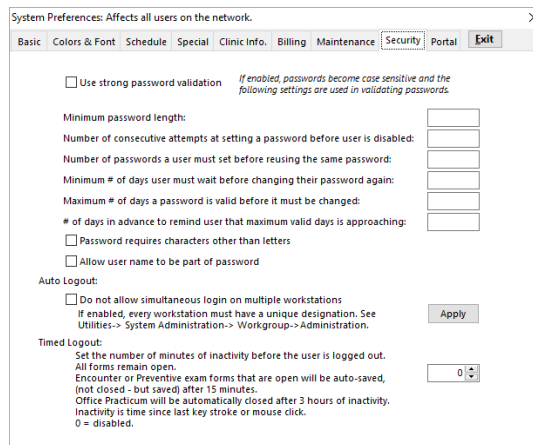 System Preferences: Affects all users on the network.
Basic Colors & Font Schedule Special Clinic Info. Billing Maintenance Security Portal Exit
Use strong password validation
If enabled, passwords become case sensitive and the
following settings are used in validating passwords.
Minimum password length:
Number of consecutive attempts at setting a password before user is disabled:
Number of passwords a user must set before reusing the same password:
Minimum # of days user must wait before changing their password again:
Maximum # of days a password is valid before it must be changed:
# of days in advance to remind user that maximum valid days is approaching:
Password requires characters other than letters
Allow user name to be part of password
Auto Logout:
Do not allow simultaneous login on multiple workstations
If enabled, every workstation must have a unique designation. See
Utilities-> System Administration-> Workgroup->Administration.
Apply
Timed Logout:
Set the number of minutes of inactivity before the user is logged out.
All forms remain open.
Encounter or Preventive exam forms that are open will be auto-saved,
(not closed - but saved) after 15 minutes.
Office Practicum will be automatically closed after 3 hours of inactivity.
Inactivity is time since last key stroke or mouse click.
0 = disabled.
0